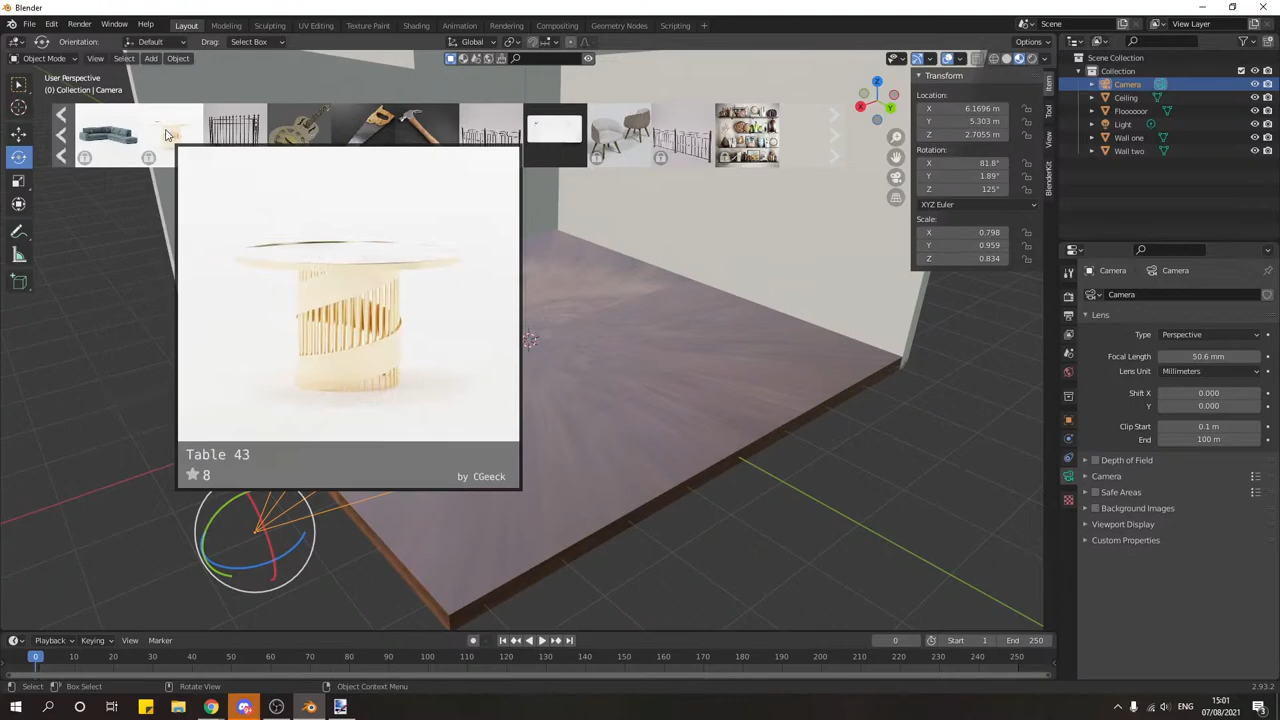 Blender
File Edit Render Window Help Layout Modeling Sculpting UV Editing Texture Paint Shading Animation Rendering Compositing Geometry Nodes Scripting + Scene View Layer
Orientation: Default Drag: Select Box Global Options
Object Mode View Select Add Object
User Perspective
(0) Collection | Camera
Table 43
8 by CGeeck
Transform
Location:
X 6.1696 m
Y 5.303 m
Z 2.7055 m
Rotation:
X 81.8°
Y 1.89°
Z 125°
XYZ Euler
Scale:
X 0.798
Y 0.959
Z 0.834
Item
Tool
View
BlenderKit
Scene Collection
Collection
Camera
Ceiling
Wall one
Light
Wall two
Camera Camera
Camera
Lens
Type Perspective
Focal Length 50.6 mm
Lens Unit Millimeters
Shift X 0.000
Y 0.000
Clip Start 0.1 m
End 100 m
Depth of Field
Camera
Safe Areas
Background Images
Viewport Display
Custom Properties
Playback Keying View Marker 0 Start 1 End 250
0 10 20 30 40 50 60 70 80 90 100 110 120 130 140 150 160 170 180 190 200 210 220 230 240 250
Select Box Select Rotate View Object Context Menu 2.93.2
ENG 15:01
07/08/2021